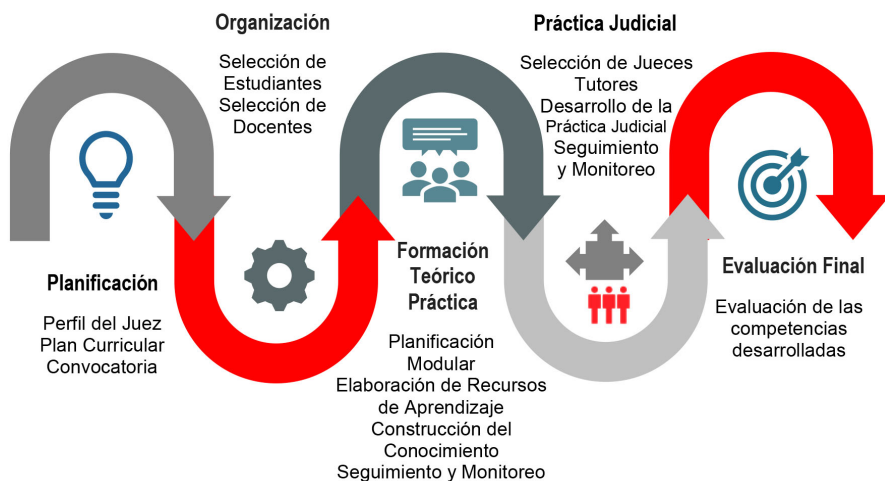 Planificación
Perfil del Juez
Plan Curricular
Convocatoria
Organización
Selección de
Estudiantes
Selección de
Docentes
Formación
Teórico
Práctica
Planificación
Modular
Elaboración de Recursos
de Aprendizaje
Construcción del
Conocimiento
Seguimiento y Monitoreo
Práctica Judicial
Selección de Jueces
Tutores
Desarrollo de la
Práctica Judicial
Seguimiento
y Monitoreo
Evaluación Final
Evaluación de las
competencias
desarrolladas